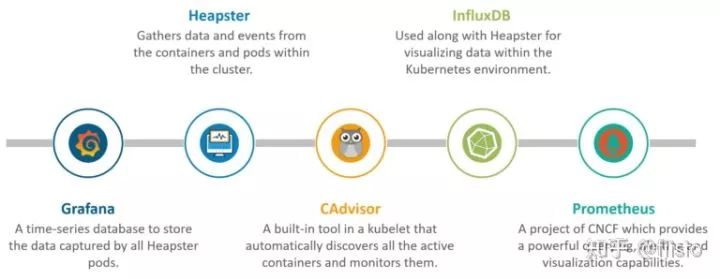 Heapster
Gathers data and events from
the containers and pods within
the cluster.
InfluxDB
Used along with Heapster for
visualizing data within the
Kubernetes environment.
Grafana
A time-series database to store
the data captured by all Heapster
pods.
CAdvisor
A built-in tool in a kubelet that
automatically discovers all the active
containers and monitors them.
Prometheus
A project of CNCF which provides
a powerful
and
visualization capabilities.
知乎